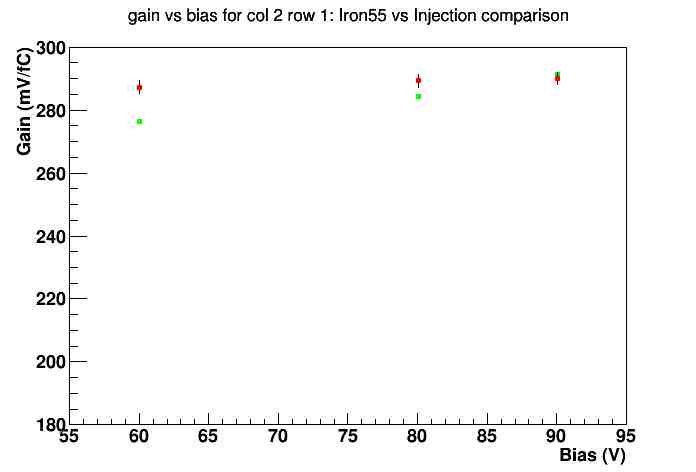 gain vs bias for col 2 row 1: Iron55 vs Injection comparison
Gain (mV/fC)
300
280
260
240
220
200
180
55 60 65 70 75 80 85 90 95
Bias (V)